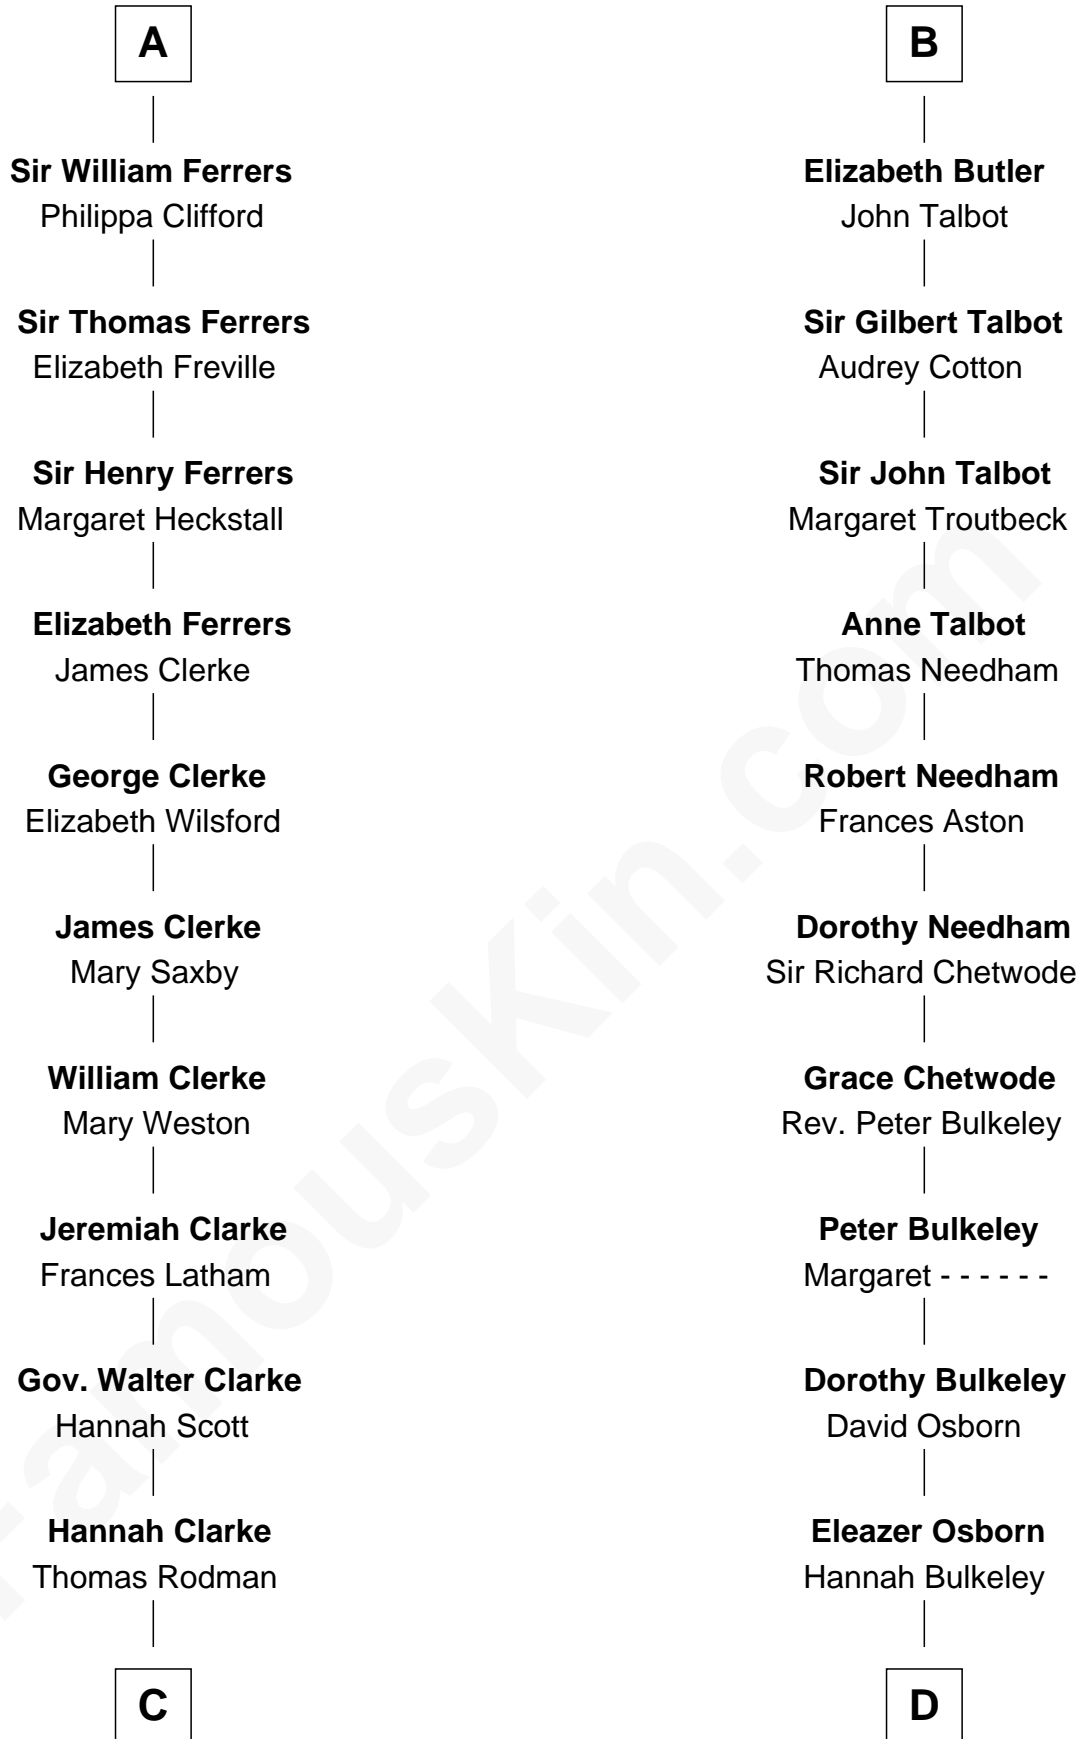 A
Sir William Ferrers
Philippa Clifford
Sir Thomas Ferrers
Elizabeth Freville
Sir Henry Ferrers
Margaret Heckstall
Elizabeth Ferrers
James Clerke
George Clerke
Elizabeth Wilsford
James Clerke
Mary Saxby
William Clerke
Mary Weston
Jeremiah Clarke
Frances Latham
Gov. Walter Clarke
Hannah Scott
Hannah Clarke
Thomas Rodman
C
B
Elizabeth Butler
John Talbot
Sir Gilbert Talbot
Audrey Cotton
Sir John Talbot
Margaret Troutbeck
Anne Talbot
Thomas Needham
Robert Needham
Frances Aston
Dorothy Needham
Sir Richard Chetwode
Grace Chetwode
Rev. Peter Bulkeley
Peter Bulkeley
Margaret - - - - - -
Dorothy Bulkeley
David Osborn
Eleazer Osborn
Hannah Bulkeley
D
FamousKin.com